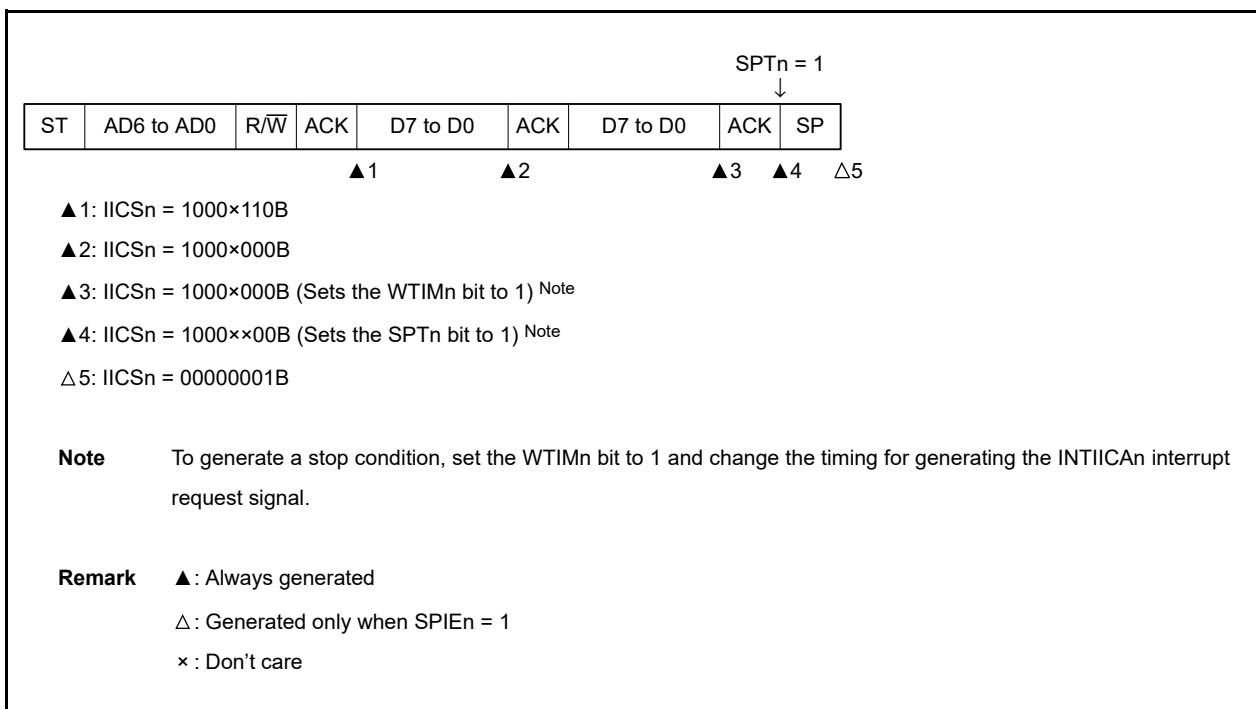 SPTn = 1
↓
ST AD6 to AD0 R/W̅ ACK D7 to D0 ACK D7 to D0 ACK SP
▲1 ▲2 ▲3 ▲4 △5
▲1: IICSn = 1000×110B
▲2: IICSn = 1000×000B
▲3: IICSn = 1000×000B (Sets the WTIMn bit to 1) Note
▲4: IICSn = 1000××00B (Sets the SPTn bit to 1) Note
△5: IICSn = 00000001B
Note To generate a stop condition, set the WTIMn bit to 1 and change the timing for generating the INTIICAn interrupt
request signal.
Remark ▲: Always generated
△: Generated only when SPIEn = 1
× : Don't care